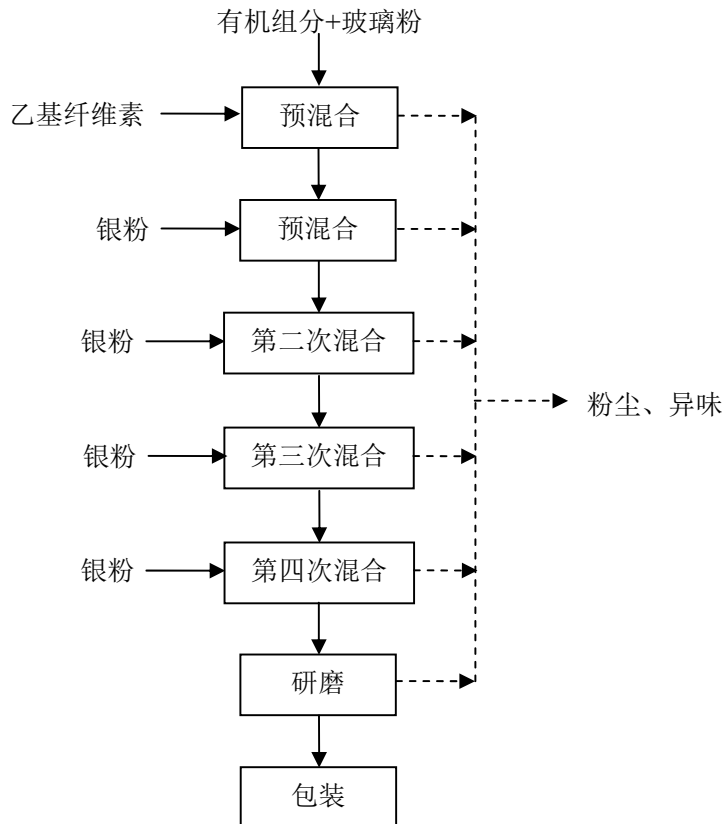 有机组分+玻璃粉
乙基纤维素
预混合
银粉
预混合
银粉
第二次混合
粉尘、异味
银粉
第三次混合
银粉
第四次混合
研磨
包装